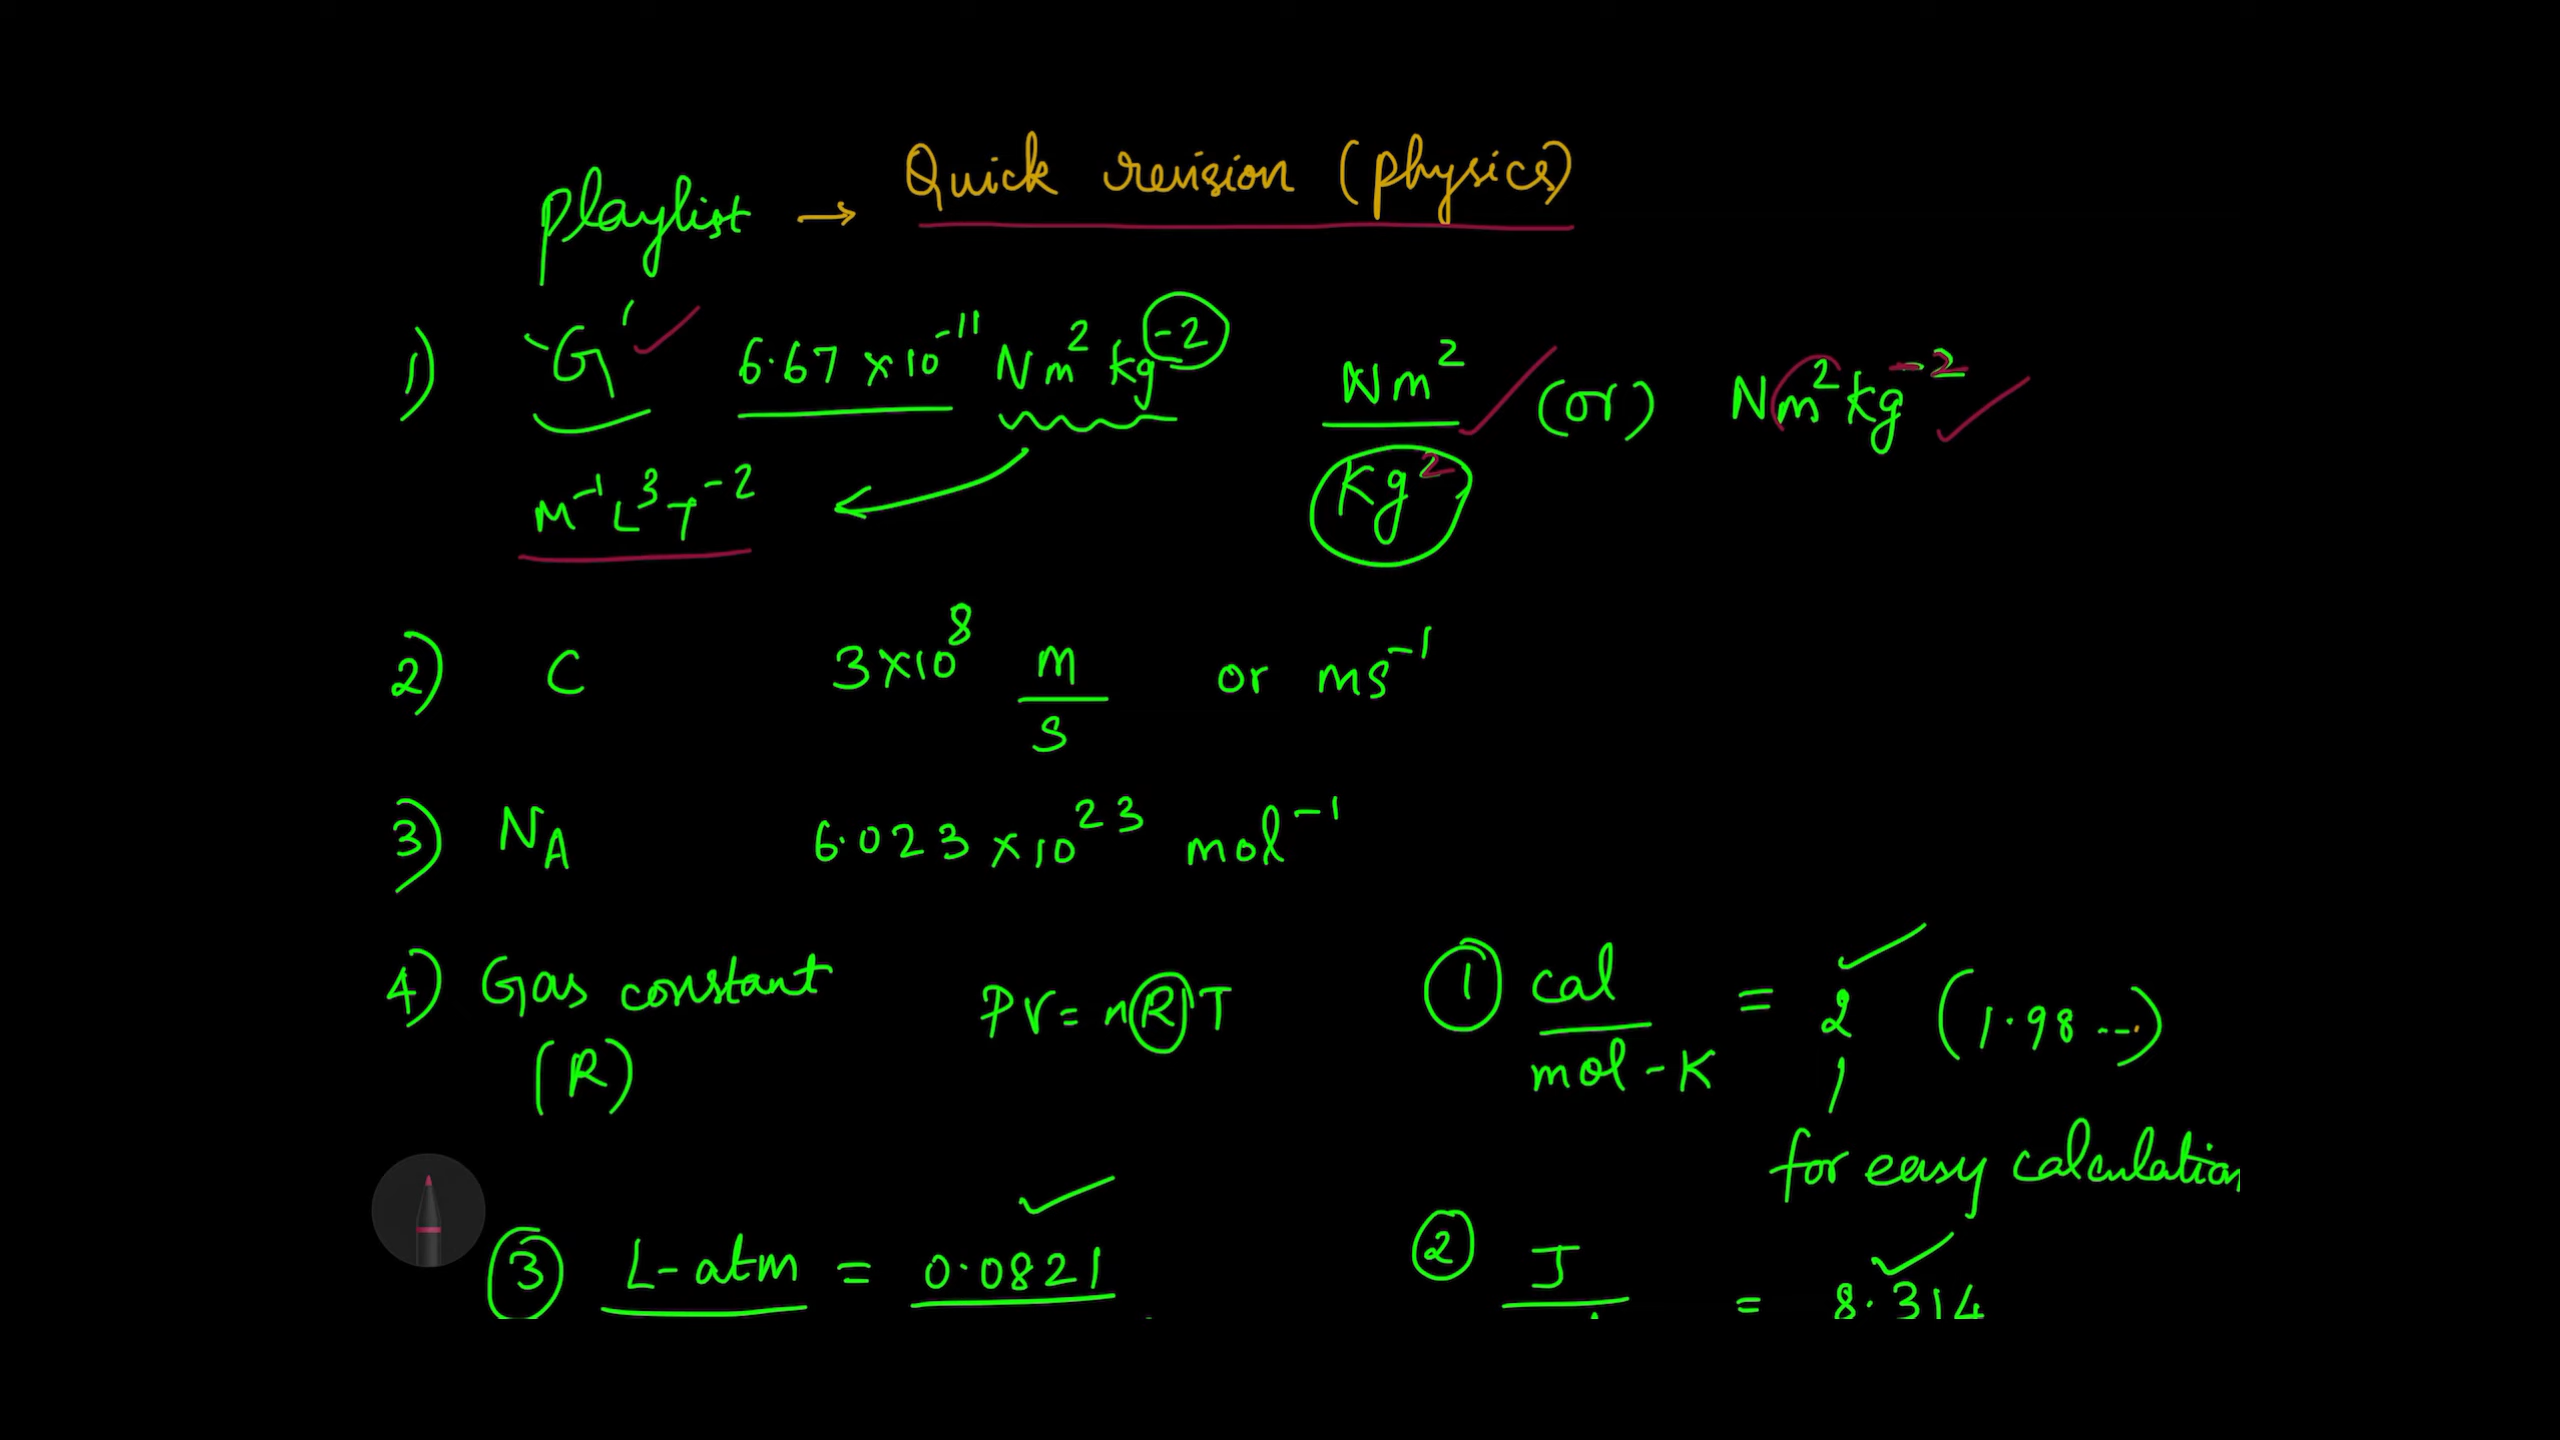 playlist → Quick revision (physics)
1) 'G' 6.67 × 10⁻¹¹ Nm² kg⁻² Nm² / Kg² (or) Nm² kg⁻²
M⁻¹L³T⁻²
2) C 3×10⁸ m / s or ms⁻¹
3) N_A 6.023 × 10²³ mol⁻¹
4) Gas constant (R) PV = nRT
① cal / mol-K = 2 (1.98 ---)
for easy calculation
③ L-atm = 0.0821
② J = 8.314